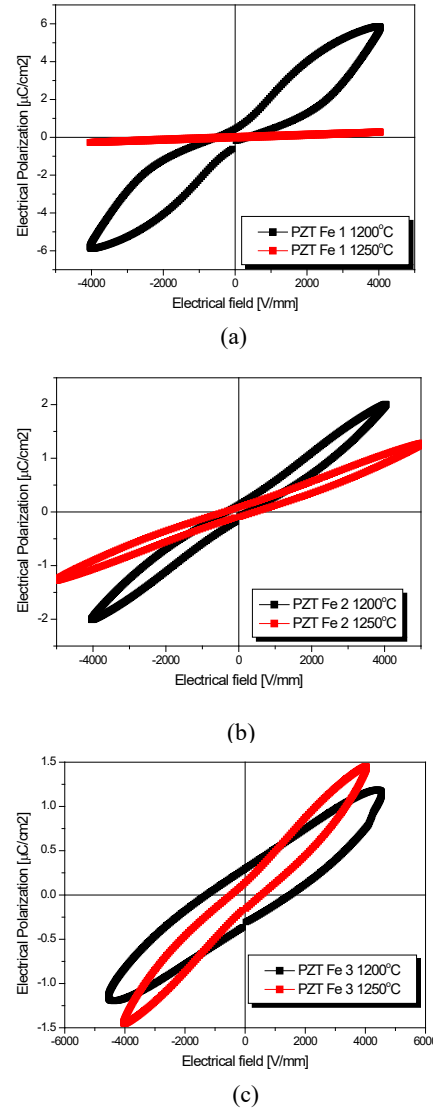 6
4
2
0
-2
-4
-6
Electrical Polarization [μC/cm2]
-4000 -2000 0 2000 4000
Electrical field [V/mm]
PZT Fe 1 1200°C
PZT Fe 1 1250°C
(a)
2
1
0
-1
-2
Electrical Polarization [μC/cm2]
-4000 -2000 0 2000 4000
Electrical field [V/mm]
PZT Fe 2 1200°C
PZT Fe 2 1250°C
(b)
1.5
1.0
0.5
0.0
-0.5
-1.0
-1.5
Electrical Polarization [μC/cm2]
-6000 -4000 -2000 0 2000 4000 6000
Electrical field [V/mm]
PZT Fe 3 1200°C
PZT Fe 3 1250°C
(c)